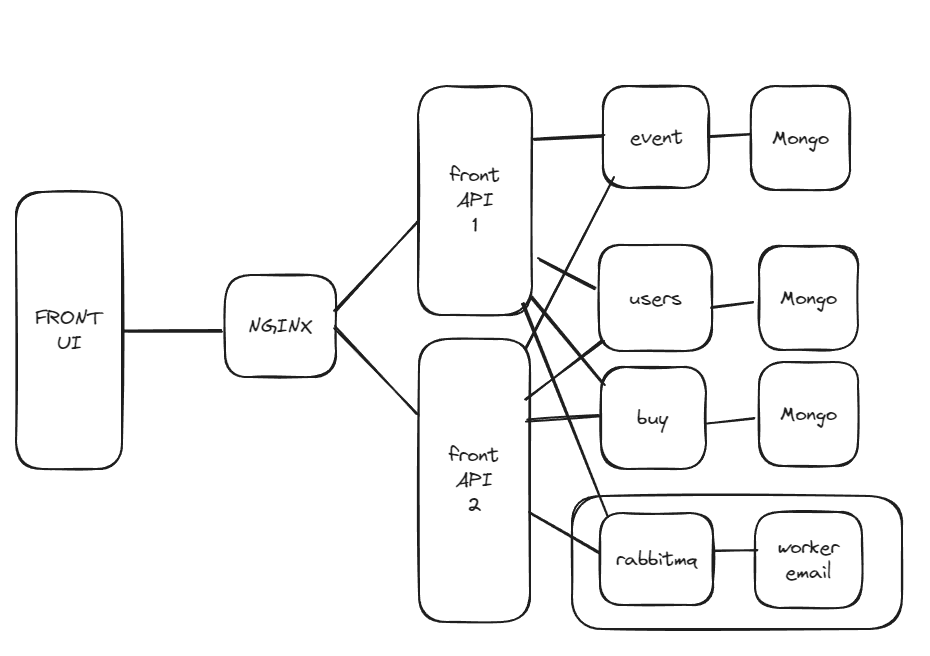 FRONT
UI
NGINX
front
API
1
front
API
2
event
Mongo
users
Mongo
buy
Mongo
rabbitmq
worker
email